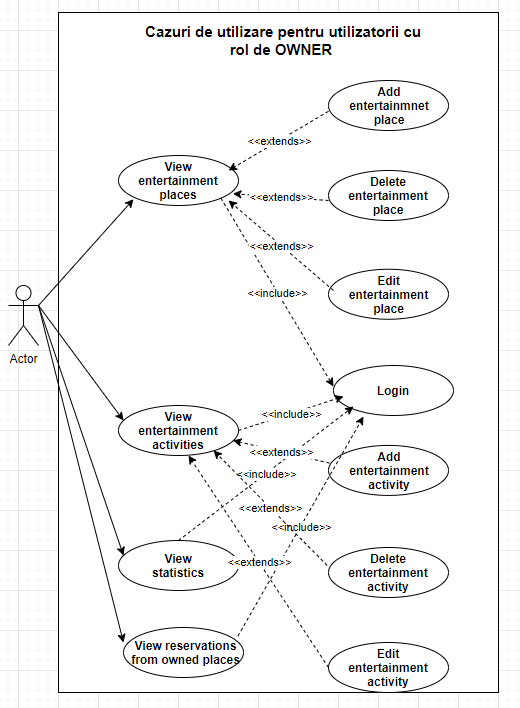 Cazuri de utilizare pentru utilizatorii cu
rol de OWNER
Add
entertainmnet
place
<<extends>>
View
entertainment
places
Delete
entertainment
place
<<extends>>
<<extends>>
Edit
entertainment
place
<<include>>
Actor
Login
View
entertainment
activities
<<include>>
<<extends>>
Add
entertainment
activity
<<include>>
<<extends>>
<<include>>
View
statistics
<<extends>>
Delete
entertainment
activity
View reservations
from owned places
Edit
entertainment
activity